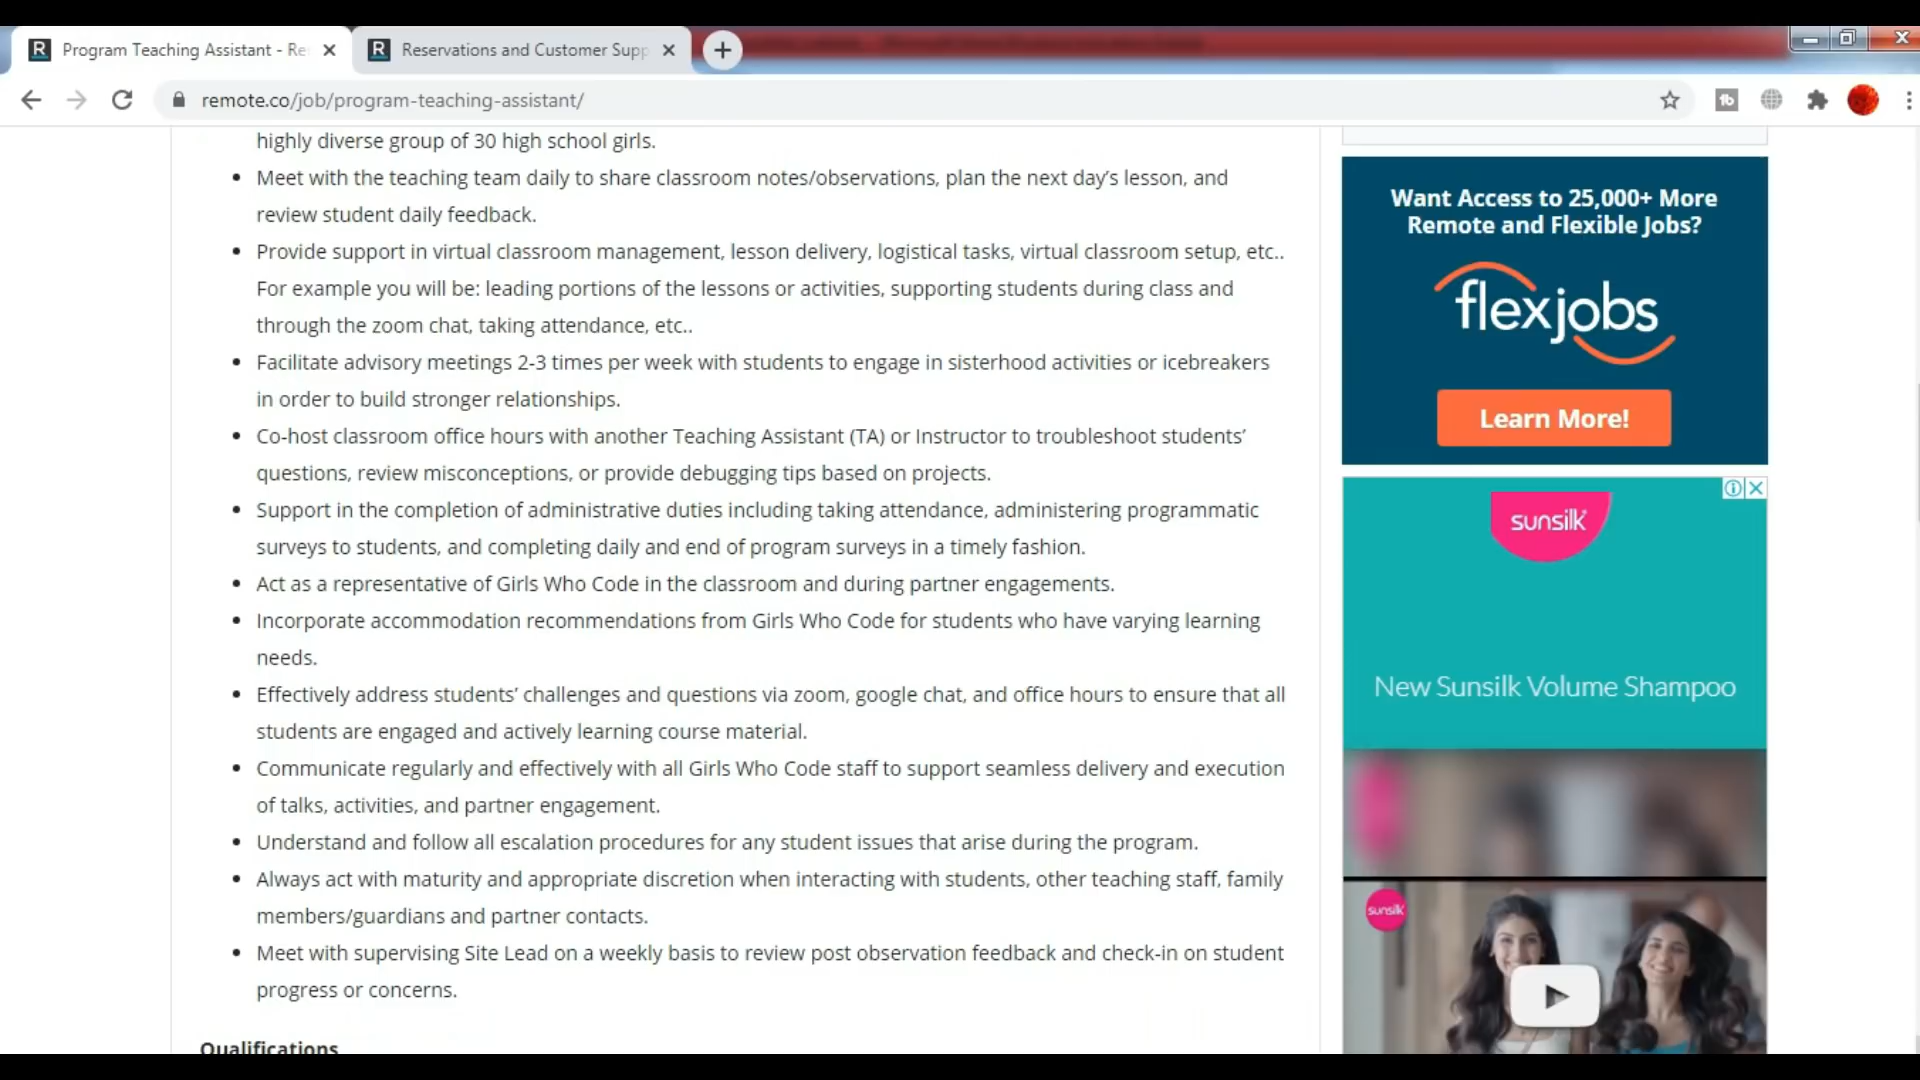 Program Teaching Assistant - Re
Reservations and Customer Supp
remote.co/job/program-teaching-assistant/
highly diverse group of 30 high school girls.
Meet with the teaching team daily to share classroom notes/observations, plan the next day’s lesson, and
review student daily feedback.
Provide support in virtual classroom management, lesson delivery, logistical tasks, virtual classroom setup, etc..
For example you will be: leading portions of the lessons or activities, supporting students during class and
through the zoom chat, taking attendance, etc..
Facilitate advisory meetings 2-3 times per week with students to engage in sisterhood activities or icebreakers
in order to build stronger relationships.
Co-host classroom office hours with another Teaching Assistant (TA) or Instructor to troubleshoot students’
questions, review misconceptions, or provide debugging tips based on projects.
Support in the completion of administrative duties including taking attendance, administering programmatic
surveys to students, and completing daily and end of program surveys in a timely fashion.
Act as a representative of Girls Who Code in the classroom and during partner engagements.
Incorporate accommodation recommendations from Girls Who Code for students who have varying learning
needs.
Effectively address students’ challenges and questions via zoom, google chat, and office hours to ensure that all
students are engaged and actively learning course material.
Communicate regularly and effectively with all Girls Who Code staff to support seamless delivery and execution
of talks, activities, and partner engagement.
Understand and follow all escalation procedures for any student issues that arise during the program.
Always act with maturity and appropriate discretion when interacting with students, other teaching staff, family
members/guardians and partner contacts.
Meet with supervising Site Lead on a weekly basis to review post observation feedback and check-in on student
progress or concerns.
Qualifications
Want Access to 25,000+ More
Remote and Flexible Jobs?
flexjobs
Learn More!
sunsilk
New Sunsilk Volume Shampoo
sunsilk